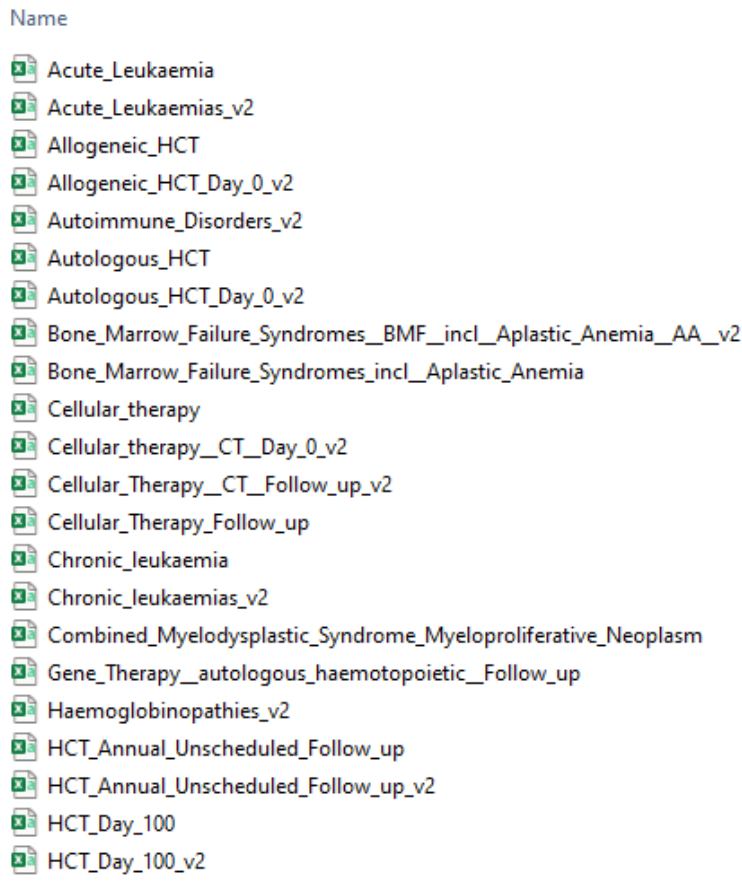 Name
Acute_Leukaemia
Acute_Leukaemias_v2
Allogeneic_HCT
Allogeneic_HCT_Day_0_v2
Autoimmune_Disorders_v2
Autologous_HCT
Autologous_HCT_Day_0_v2
Bone_Marrow_Failure_Syndromes__BMF__incl__Aplastic_Anemia__AA__v2
Bone_Marrow_Failure_Syndromes_incl__Aplastic_Anemia
Cellular_therapy
Cellular_therapy__CT__Day_0_v2
Cellular_Therapy__CT__Follow_up_v2
Cellular_Therapy_Follow_up
Chronic_leukaemia
Chronic_leukaemias_v2
Combined_Myelodysplastic_Syndrome_Myeloproliferative_Neoplasm
Gene_Therapy__autologous_haemotopoietic__Follow_up
Haemoglobinopathies_v2
HCT_Annual_Unscheduled_Follow_up
HCT_Annual_Unscheduled_Follow_up_v2
HCT_Day_100
HCT_Day_100_v2